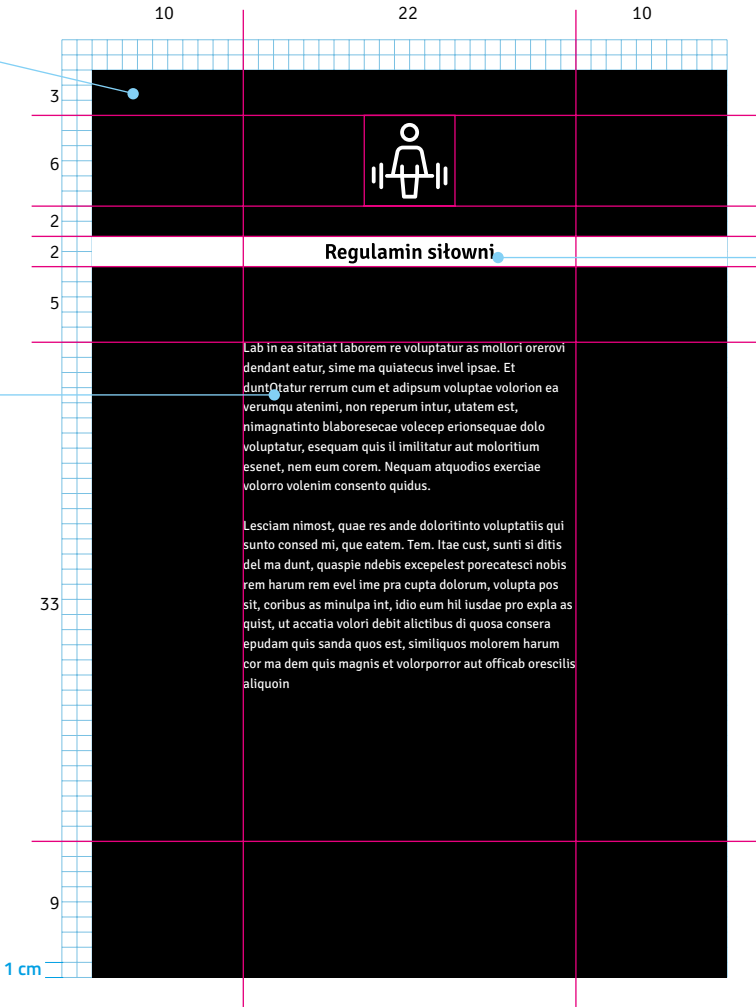 10 22 10
3
6
2
2
Regulamin siłowni
5
Lab in ea sitatiat laborem re voluptatur as mollori orerovi
dendant eatur, sime ma quiatecus invel ipsae. Et
duntOtatur rerrum cum et adipsum voluptae volorion ea
verumqu atenimi, non reperum intur, utatem est,
nimagnatinto blaboresecae volecep erionsequae dolo
voluptatur, esequam quis il imilitatur aut moloritium
esenet, nem eum corem. Nequam atquodios exerciae
volorro volenim consento quidus.
Lesciam nimost, quae res ande doloritinto voluptatiis qui
sunto consed mi, que eatem. Tem. Itae cust, sunti si ditis
del ma dunt, quaspie ndebis excepelest porecatesci nobis
rem harum rem evel ime pra cupta dolorum, volupta pos
33
sit, coribus as minulpa int, idio eum hil iusdae pro expla as
quist, ut accatia volori debit alictibus di quosa consera
epudam quis sanda quos est, similiquos molorem harum
cor ma dem quis magnis et volorporror aut officab orescilis
aliquoin
9
1 cm